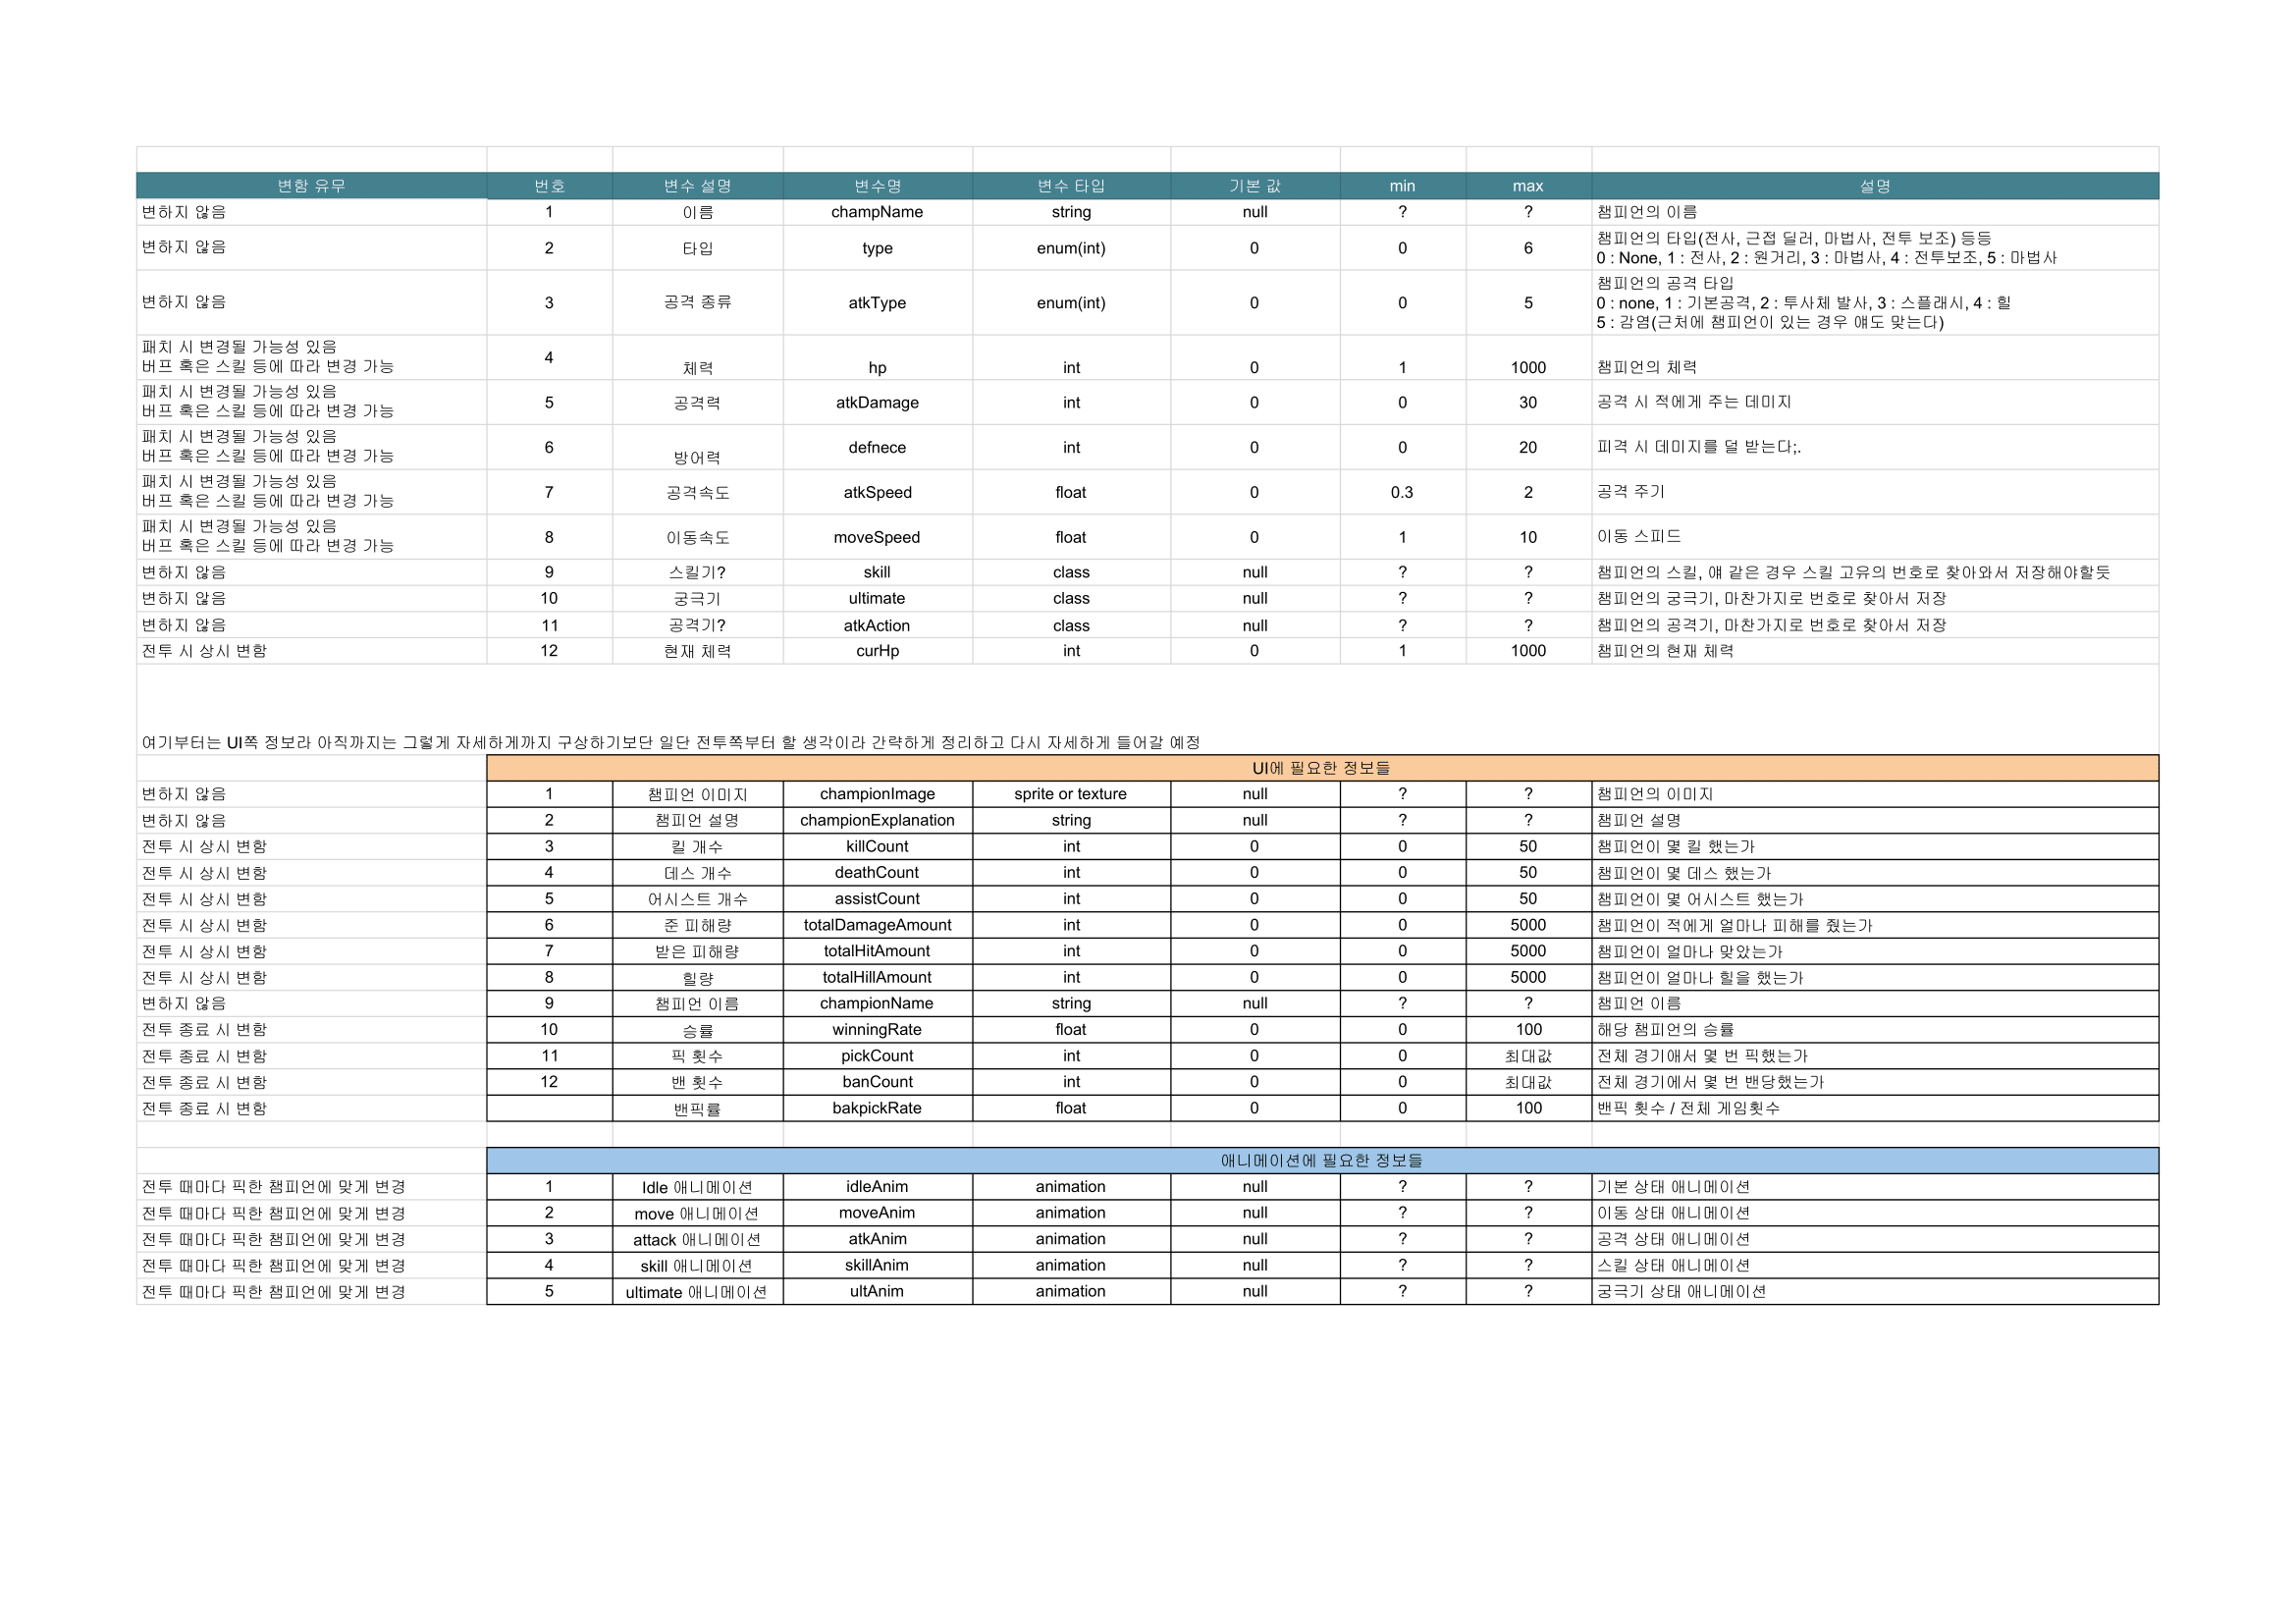 변함 유무 번호 변수 설명 변수명 변수 타입 기본 값 min max 설명
변하지 않음 1 이름 champName string null ? ? 챔피언의 이름
변하지 않음 2 타입 type enum(int) 0 0 6 챔피언의 타입(전사, 근접 딜러, 마법사, 전투 보조) 등등
0 : None, 1 : 전사, 2 : 원거리, 3 : 마법사, 4 : 전투보조, 5 : 마법사
변하지 않음 3 공격 종류 atkType enum(int) 0 0 5 챔피언의 공격 타입
0 : none, 1 : 기본공격, 2 : 투사체 발사, 3 : 스플래시, 4 : 힐
5 : 감염(근처에 챔피언이 있는 경우 얘도 맞는다)
패치 시 변경될 가능성 있음
버프 혹은 스킬 등에 따라 변경 가능 4 체력 hp int 0 1 1000 챔피언의 체력
패치 시 변경될 가능성 있음
버프 혹은 스킬 등에 따라 변경 가능 5 공격력 atkDamage int 0 0 30 공격 시 적에게 주는 데미지
패치 시 변경될 가능성 있음
버프 혹은 스킬 등에 따라 변경 가능 6 방어력 defnece int 0 0 20 피격 시 데미지를 덜 받는다;.
패치 시 변경될 가능성 있음
버프 혹은 스킬 등에 따라 변경 가능 7 공격속도 atkSpeed float 0 0.3 2 공격 주기
패치 시 변경될 가능성 있음
버프 혹은 스킬 등에 따라 변경 가능 8 이동속도 moveSpeed float 0 1 10 이동 스피드
변하지 않음 9 스킬기? skill class null ? ? 챔피언의 스킬, 얘 같은 경우 스킬 고유의 번호로 찾아와서 저장해야할듯
변하지 않음 10 궁극기 ultimate class null ? ? 챔피언의 궁극기, 마찬가지로 번호로 찾아서 저장
변하지 않음 11 공격기? atkAction class null ? ? 챔피언의 공격기, 마찬가지로 번호로 찾아서 저장
전투 시 상시 변함 12 현재 체력 curHp int 0 1 1000 챔피언의 현재 체력
여기부터는 UI쪽 정보라 아직까지는 그렇게 자세하게까지 구상하기보단 일단 전투쪽부터 할 생각이라 간략하게 정리하고 다시 자세하게 들어갈 예정
UI에 필요한 정보들
변하지 않음 1 챔피언 이미지 championImage sprite or texture null ? ? 챔피언의 이미지
변하지 않음 2 챔피언 설명 championExplanation string null ? ? 챔피언 설명
전투 시 상시 변함 3 킬 개수 killCount int 0 0 50 챔피언이 몇 킬 했는가
전투 시 상시 변함 4 데스 개수 deathCount int 0 0 50 챔피언이 몇 데스 했는가
전투 시 상시 변함 5 어시스트 개수 assistCount int 0 0 50 챔피언이 몇 어시스트 했는가
전투 시 상시 변함 6 준 피해량 totalDamageAmount int 0 0 5000 챔피언이 적에게 얼마나 피해를 줬는가
전투 시 상시 변함 7 받은 피해량 totalHitAmount int 0 0 5000 챔피언이 얼마나 맞았는가
전투 시 상시 변함 8 힐량 totalHillAmount int 0 0 5000 챔피언이 얼마나 힐을 했는가
변하지 않음 9 챔피언 이름 championName string null ? ? 챔피언 이름
전투 종료 시 변함 10 승률 winningRate float 0 0 100 해당 챔피언의 승률
전투 종료 시 변함 11 픽 횟수 pickCount int 0 0 최대값 전체 경기애서 몇 번 픽했는가
전투 종료 시 변함 12 밴 횟수 banCount int 0 0 최대값 전체 경기에서 몇 번 밴당했는가
전투 종료 시 변함 밴픽률 bakpickRate float 0 0 100 밴픽 횟수 / 전체 게임횟수
애니메이션에 필요한 정보들
전투 때마다 픽한 챔피언에 맞게 변경 1 Idle 애니메이션 idleAnim animation null ? ? 기본 상태 애니메이션
전투 때마다 픽한 챔피언에 맞게 변경 2 move 애니메이션 moveAnim animation null ? ? 이동 상태 애니메이션
전투 때마다 픽한 챔피언에 맞게 변경 3 attack 애니메이션 atkAnim animation null ? ? 공격 상태 애니메이션
전투 때마다 픽한 챔피언에 맞게 변경 4 skill 애니메이션 skillAnim animation null ? ? 스킬 상태 애니메이션
전투 때마다 픽한 챔피언에 맞게 변경 5 ultimate 애니메이션 ultAnim animation null ? ? 궁극기 상태 애니메이션